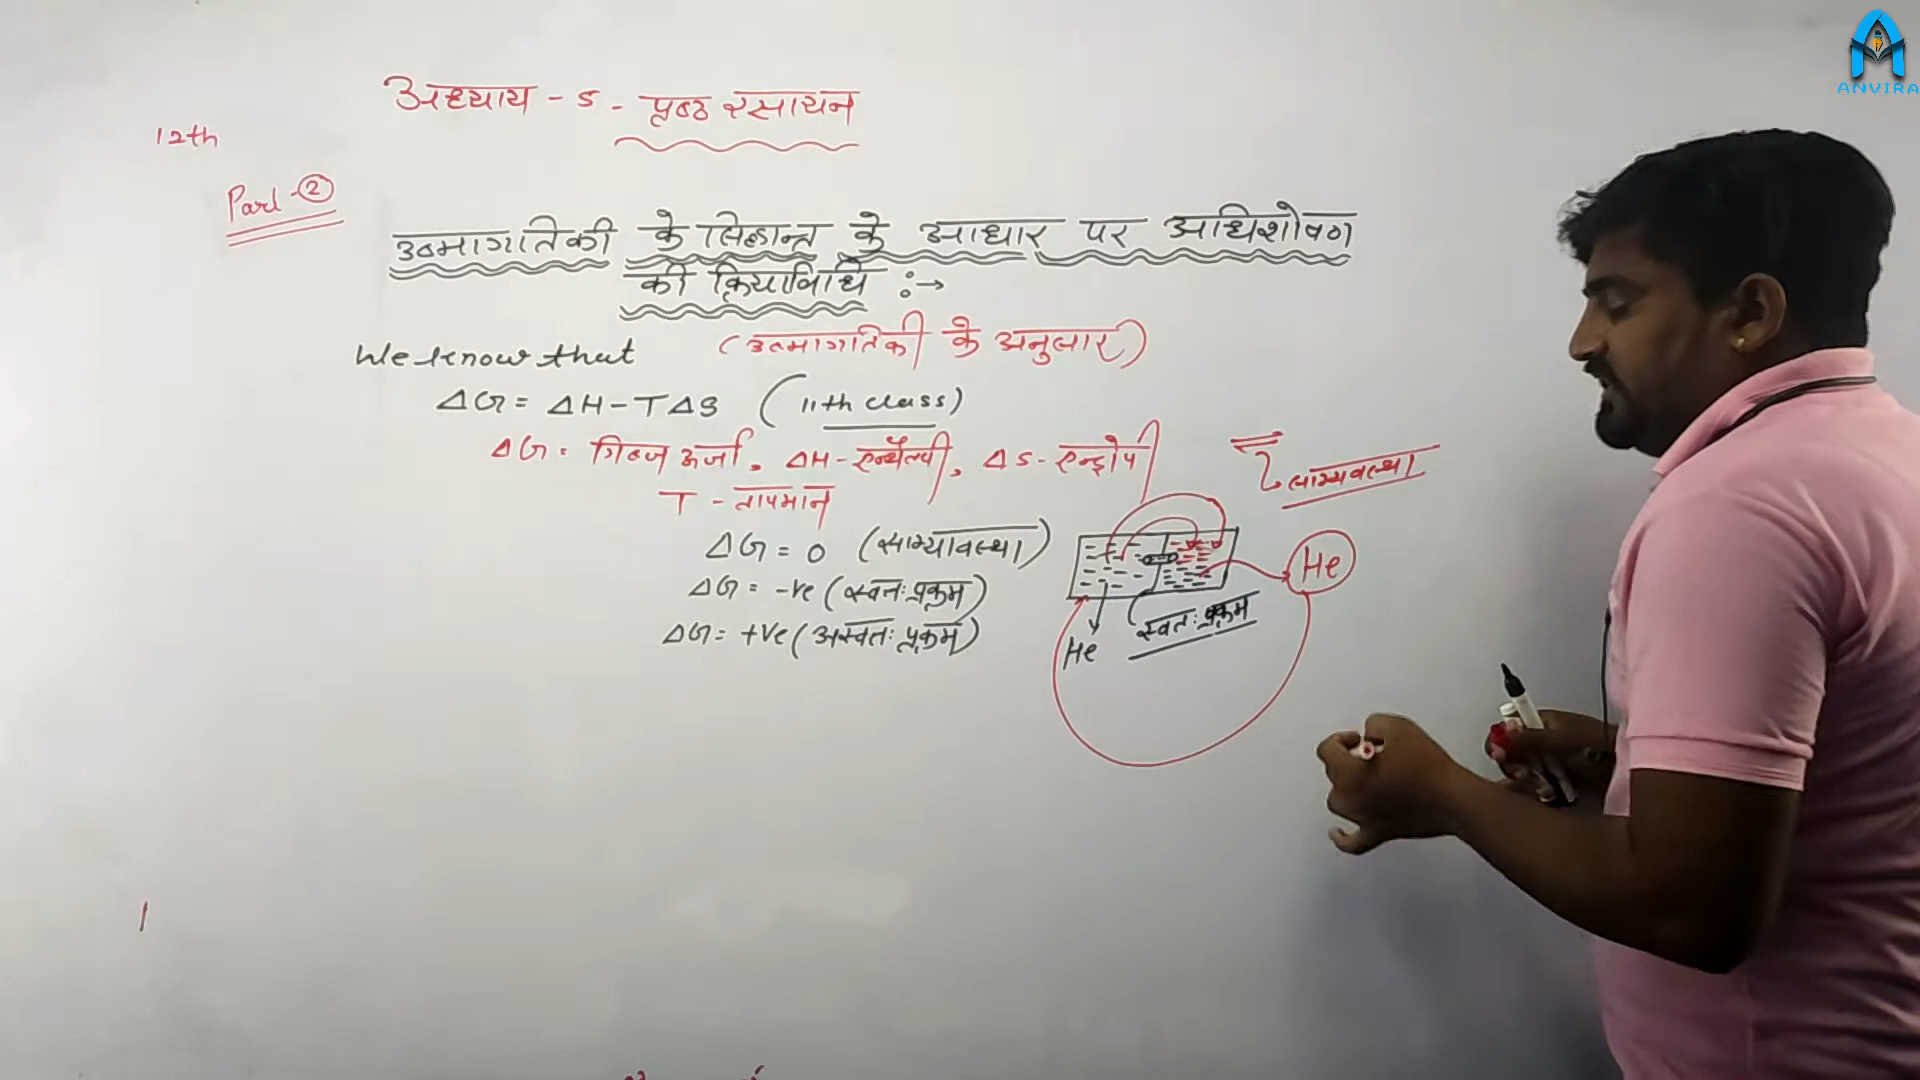 ANVIRA
अध्याय - 5 - पृष्ठ रसायन
12th
Part - 2
उष्मागतिकी के सिद्धान्त के आधार पर अधिशोषण
की क्रियाविधि :→
We know that (उष्मागतिकी के अनुसार)
ΔG = ΔH - TΔS (11th class)
ΔG = गिब्ज ऊर्जा, ΔH - एन्थैल्पी, ΔS - एन्ट्रोपी
T - तापमान
साम्यवस्था
ΔG = 0 (साम्यावस्था)
He
ΔG = -ve (स्वतः प्रक्रम)
स्वतः प्रक्रम
ΔG = +ve (अस्वतः प्रक्रम)
He